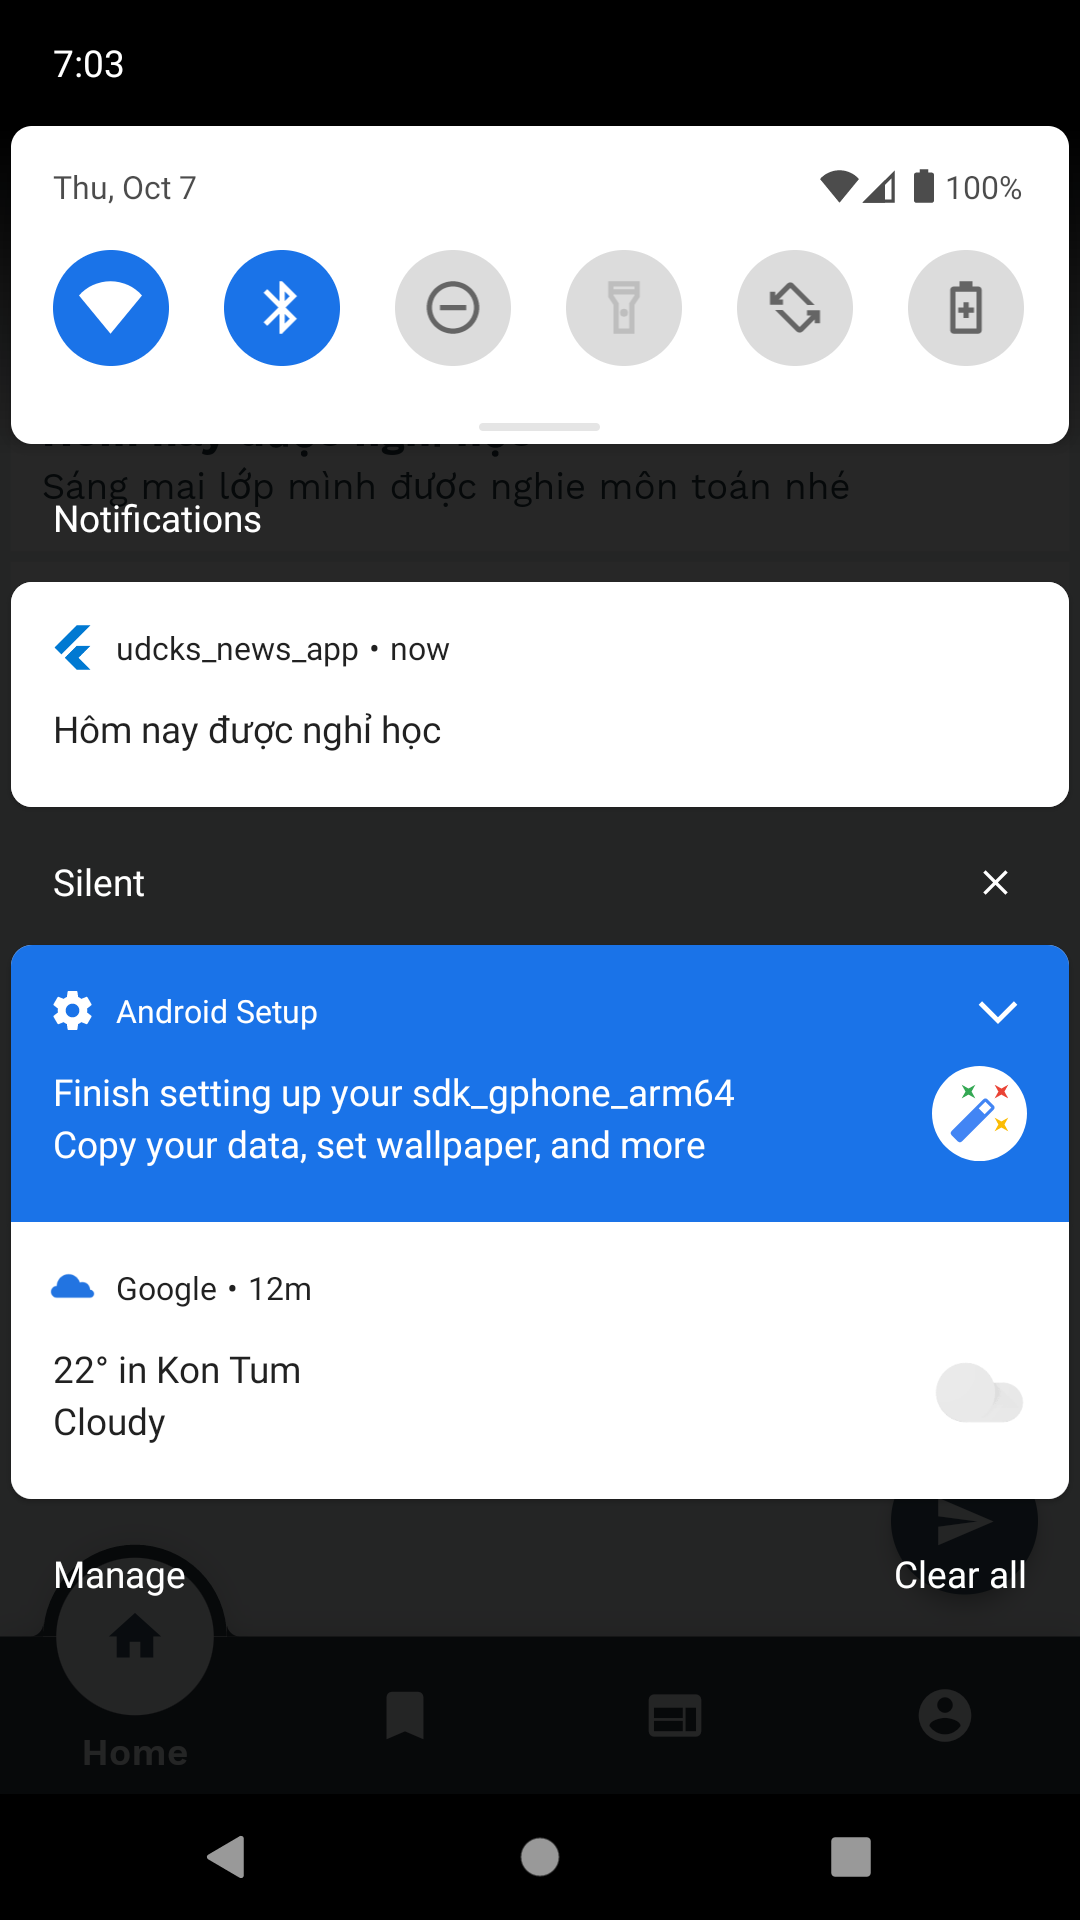 7:03
Thu, Oct 7
100%
Sáng mai lớp mình được nghie môn toán nhé
Notifications
udcks_news_app • now
Hôm nay được nghỉ học
Silent
Android Setup
Finish setting up your sdk_gphone_arm64
Copy your data, set wallpaper, and more
Google • 12m
22° in Kon Tum
Cloudy
Manage
Clear all
Home